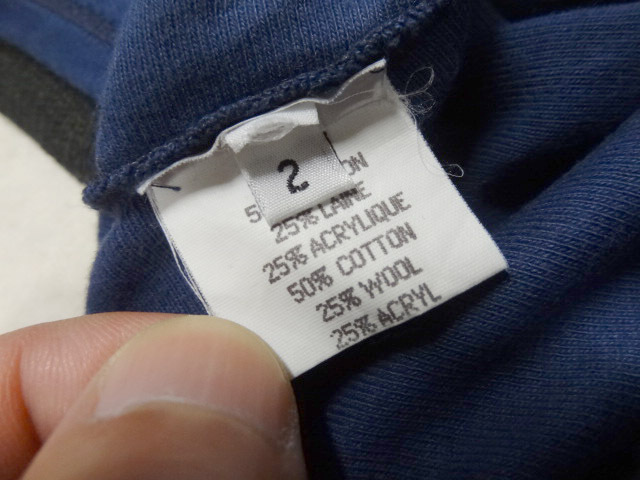 2
25% LAINE
25% ACRYLIQUE
50% COTTON
25% WOOL
25% ACRYL